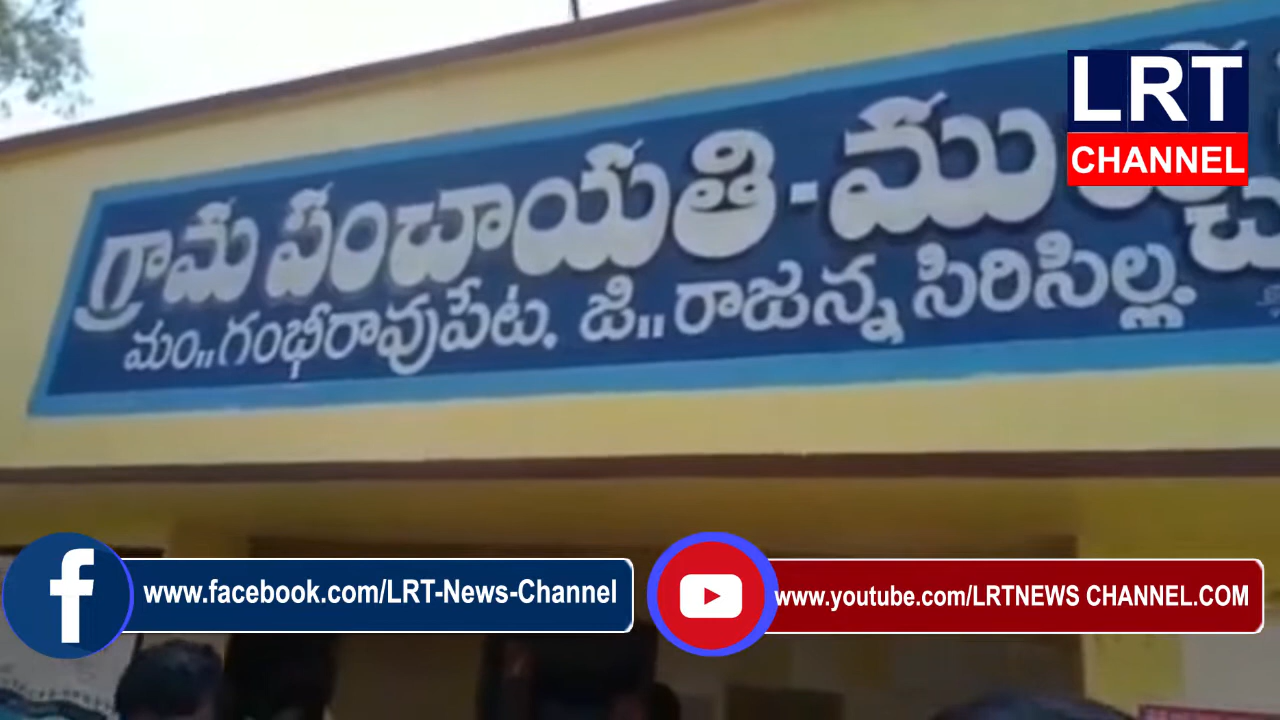 LRT
CHANNEL
గ్రామ పంచాయతి -
మం,,గంభీరావుపేట, జి,,రాజన్న సిరిసిల్ల.
www.facebook.com/LRT-News-Channel
www.youtube.com/LRTNEWS CHANNEL.COM